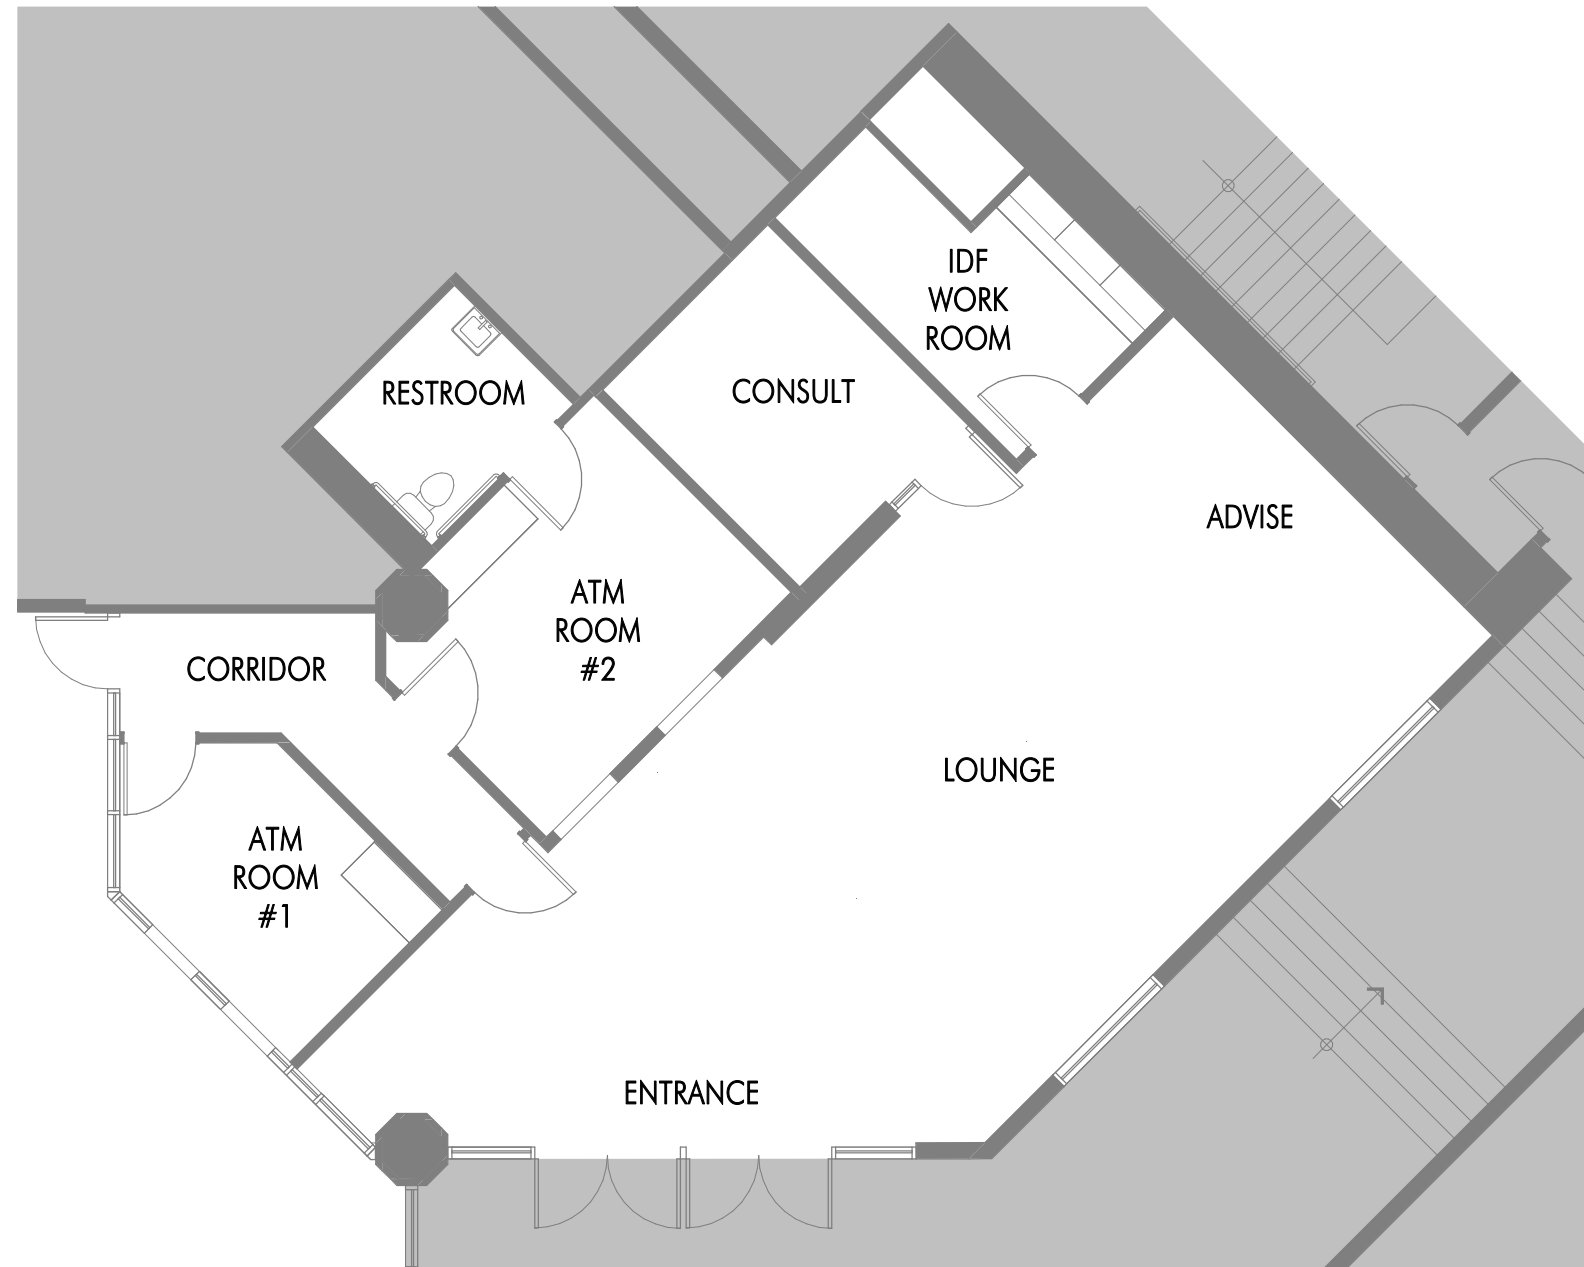 IDF
WORK
ROOM
RESTROOM
CONSULT
ADVISE
ATM
ROOM
#2
CORRIDOR
LOUNGE
ATM
ROOM
#1
ENTRANCE